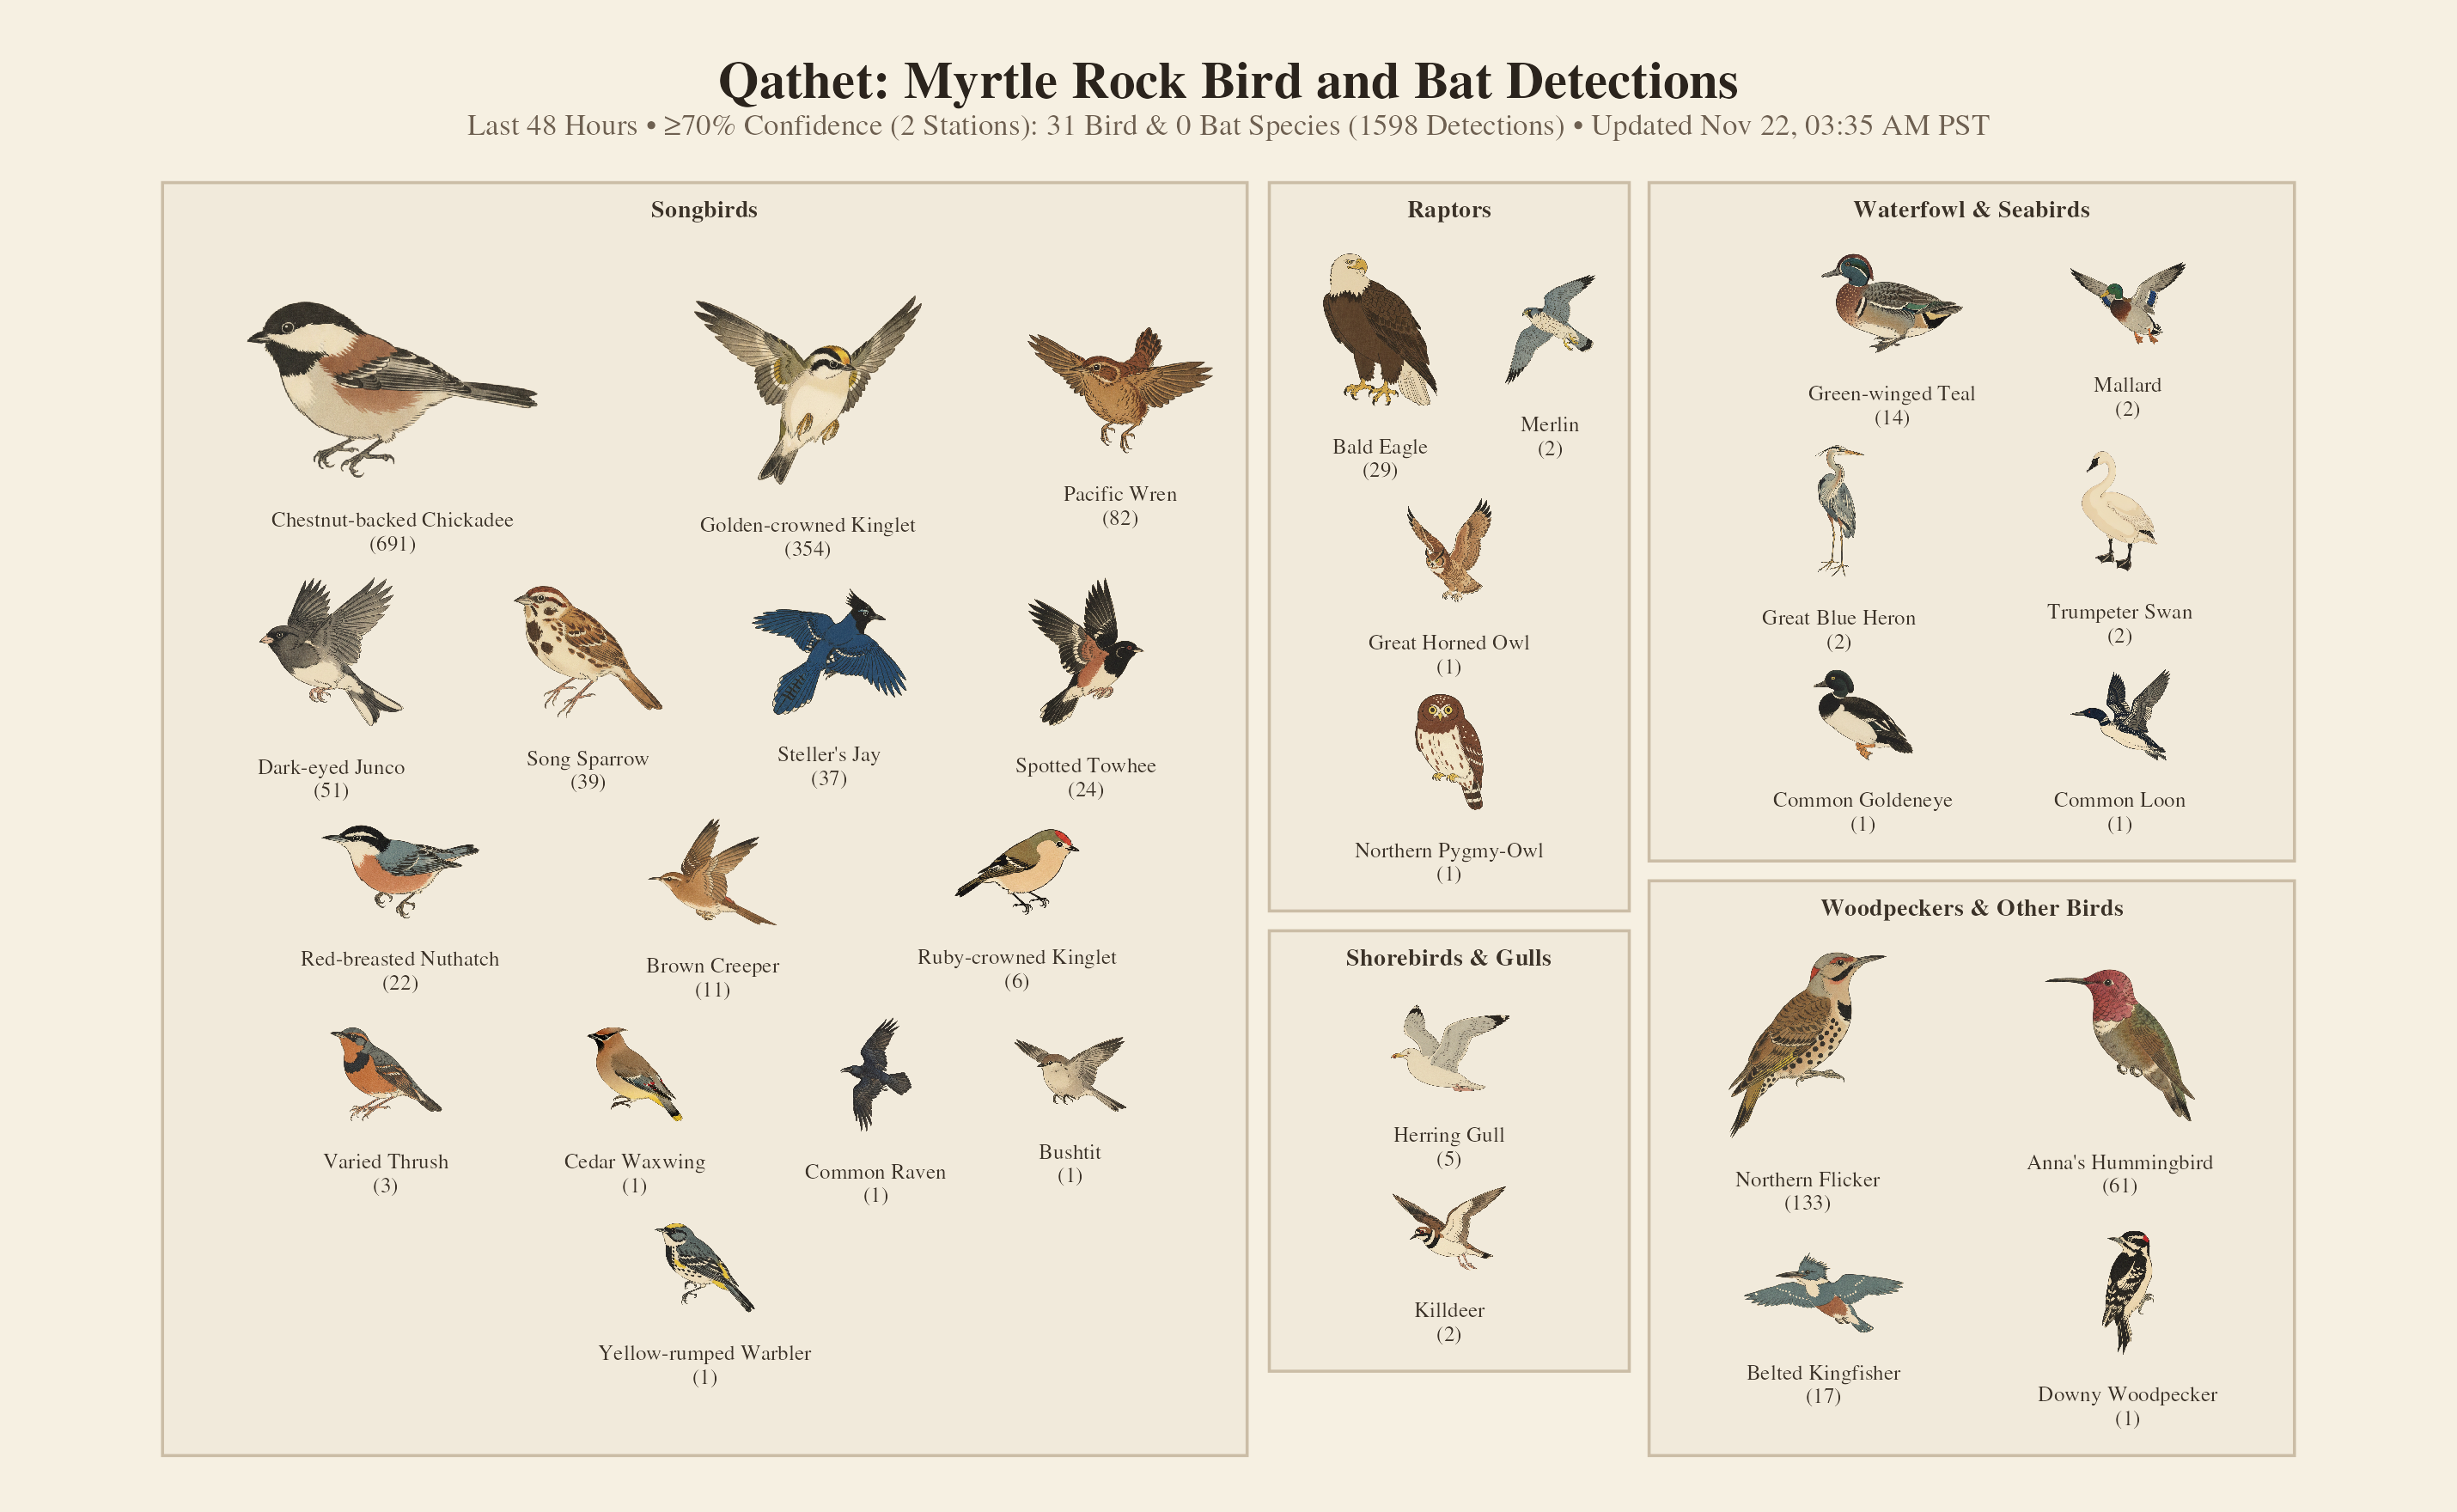 Qathet: Myrtle Rock Bird and Bat Detections
Last 48 Hours • ≥70% Confidence (2 Stations): 31 Bird & 0 Bat Species (1598 Detections) • Updated Nov 22, 03:35 AM PST
Songbirds
Chestnut-backed Chickadee
(691)
Golden-crowned Kinglet
(354)
Pacific Wren
(82)
Dark-eyed Junco
(51)
Song Sparrow
(39)
Steller's Jay
(37)
Spotted Towhee
(24)
Red-breasted Nuthatch
(22)
Brown Creeper
(11)
Ruby-crowned Kinglet
(6)
Varied Thrush
(3)
Cedar Waxwing
(1)
Common Raven
(1)
Bushtit
(1)
Yellow-rumped Warbler
(1)
Raptors
Bald Eagle
(29)
Merlin
(2)
Great Horned Owl
(1)
Northern Pygmy-Owl
(1)
Shorebirds & Gulls
Herring Gull
(5)
Killdeer
(2)
Waterfowl & Seabirds
Green-winged Teal
(14)
Mallard
(2)
Great Blue Heron
(2)
Trumpeter Swan
(2)
Common Goldeneye
(1)
Common Loon
(1)
Woodpeckers & Other Birds
Northern Flicker
(133)
Anna's Hummingbird
(61)
Belted Kingfisher
(17)
Downy Woodpecker
(1)